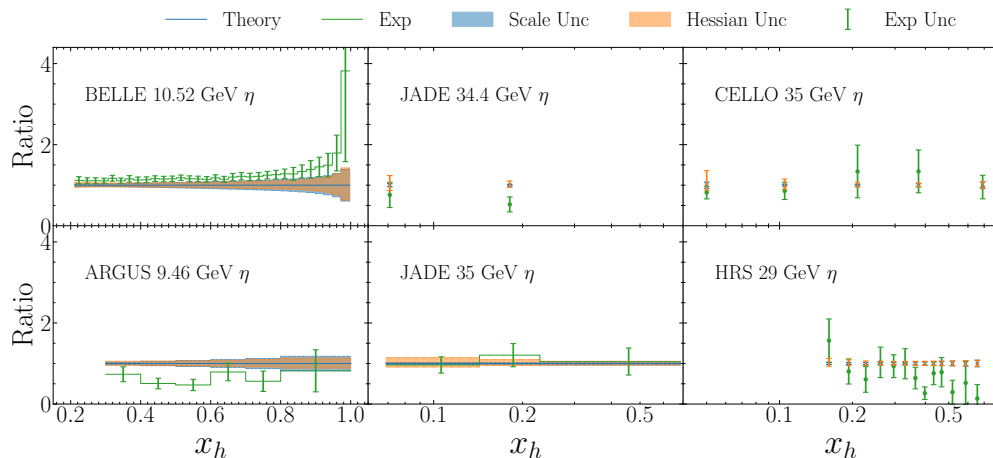 Theory Exp Scale Unc Hessian Unc Exp Unc
4
BELLE 10.52 GeV η
JADE 34.4 GeV η
CELLO 35 GeV η
Ratio
2
0
4
ARGUS 9.46 GeV η
JADE 35 GeV η
HRS 29 GeV η
Ratio
2
0
0.2 0.4 0.6 0.8 1.0 0.1 0.2 0.5 0.1 0.2 0.5
x_h x_h x_h